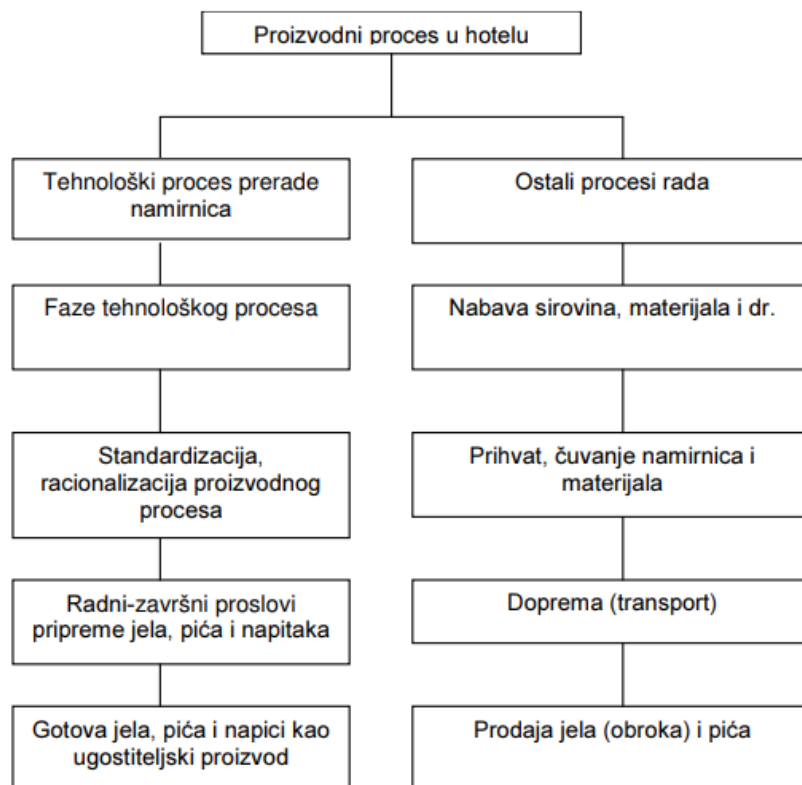 Proizvodni proces u hotelu
Tehnološki proces prerade
namirnica
Faze tehnološkog procesa
Standardizacija,
racionalizacija proizvodnog
procesa
Radni-završni proslovi
pripreme jela, pića i napitaka
Gotova jela, pića i napici kao
ugostiteljski proizvod
Ostali procesi rada
Nabava sirovina, materijala i dr.
Prihvat, čuvanje namirnica i
materijala
Doprema (transport)
Prodaja jela (obroka) i pića